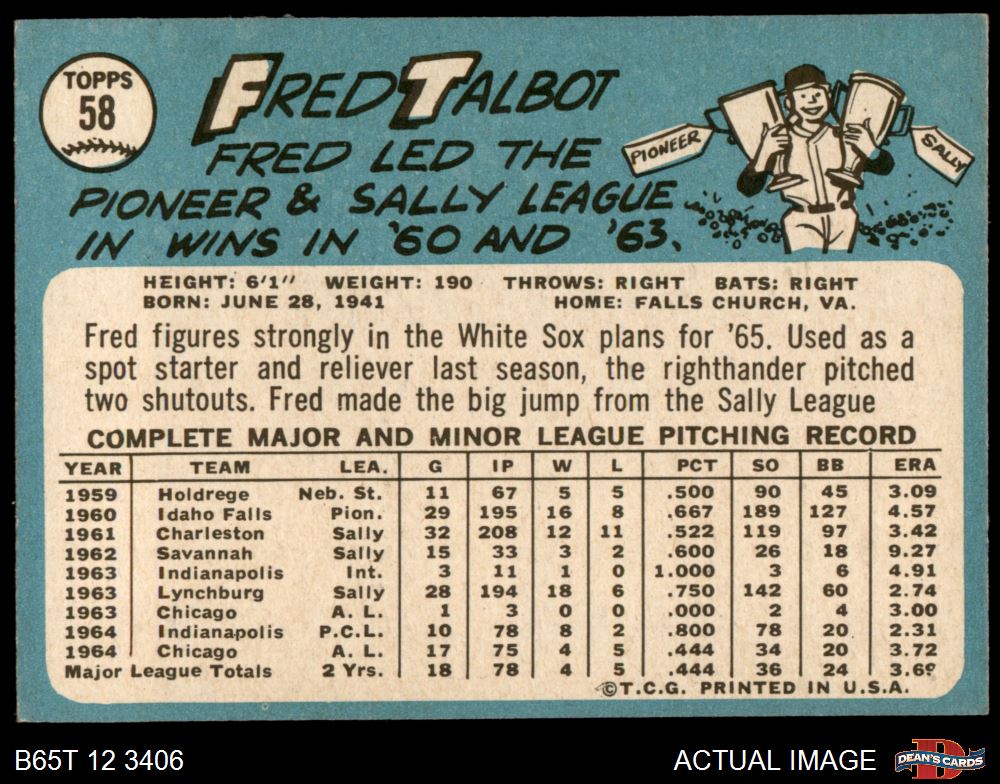 TOPPS
58
FRED TALBOT
FRED LED THE
PIONEER & SALLY LEAGUE
IN WINS IN '60 AND '63.
PIONEER
SALLY
HEIGHT: 6'1" WEIGHT: 190 THROWS: RIGHT BATS: RIGHT
BORN: JUNE 28, 1941 HOME: FALLS CHURCH, VA.
Fred figures strongly in the White Sox plans for '65. Used as a
spot starter and reliever last season, the righthander pitched
two shutouts. Fred made the big jump from the Sally League
COMPLETE MAJOR AND MINOR LEAGUE PITCHING RECORD
YEAR TEAM LEA. G IP W L PCT SO BB ERA
1959 Holdrege Neb. St. 11 67 5 5 .500 90 45 3.09
1960 Idaho Falls Pion. 29 195 16 8 .667 189 127 4.57
1961 Charleston Sally 32 208 12 11 .522 119 97 3.42
1962 Savannah Sally 15 33 3 2 .600 26 18 9.27
1963 Indianapolis Int. 3 11 1 0 1.000 3 6 4.91
1963 Lynchburg Sally 28 194 18 6 .750 142 60 2.74
1963 Chicago A. L. 1 3 0 0 .000 2 4 3.00
1964 Indianapolis P.C.L. 10 78 8 2 .800 78 20 2.31
1964 Chicago A. L. 17 75 4 5 .444 34 20 3.72
Major League Totals 2 Yrs. 18 78 4 5 .444 36 24 3.69
©T.C.G. PRINTED IN U.S.A.
B65T 12 3406 ACTUAL IMAGE
D
DEAN'S CARDS